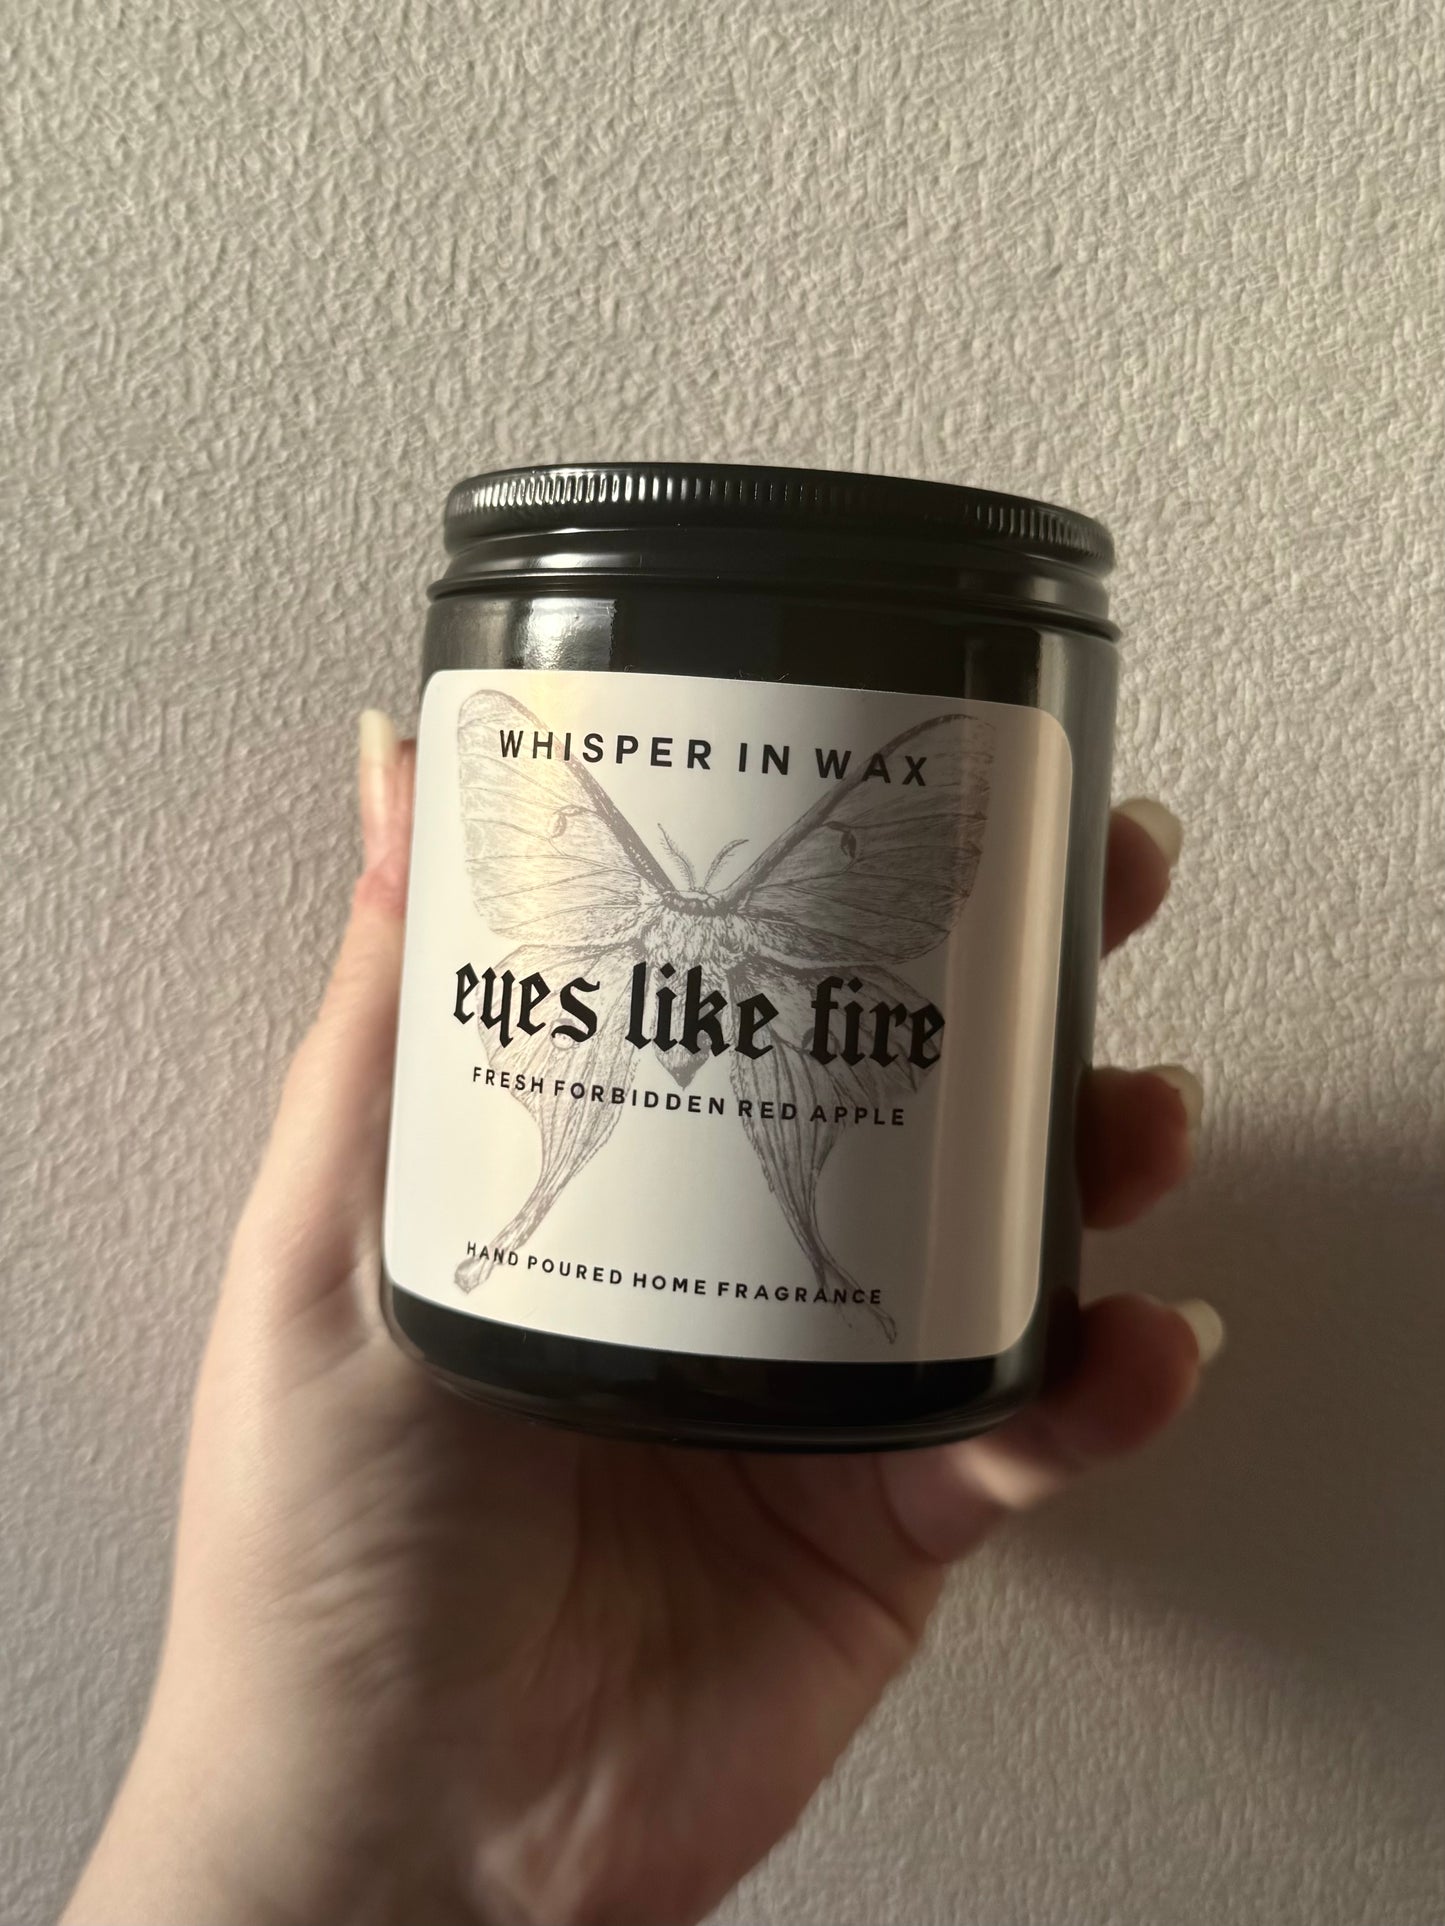 WHISPER IN WAX
eyes like fire
FRESH FORBIDDEN RED APPLE
HAND POURED HOME FRAGRANCE